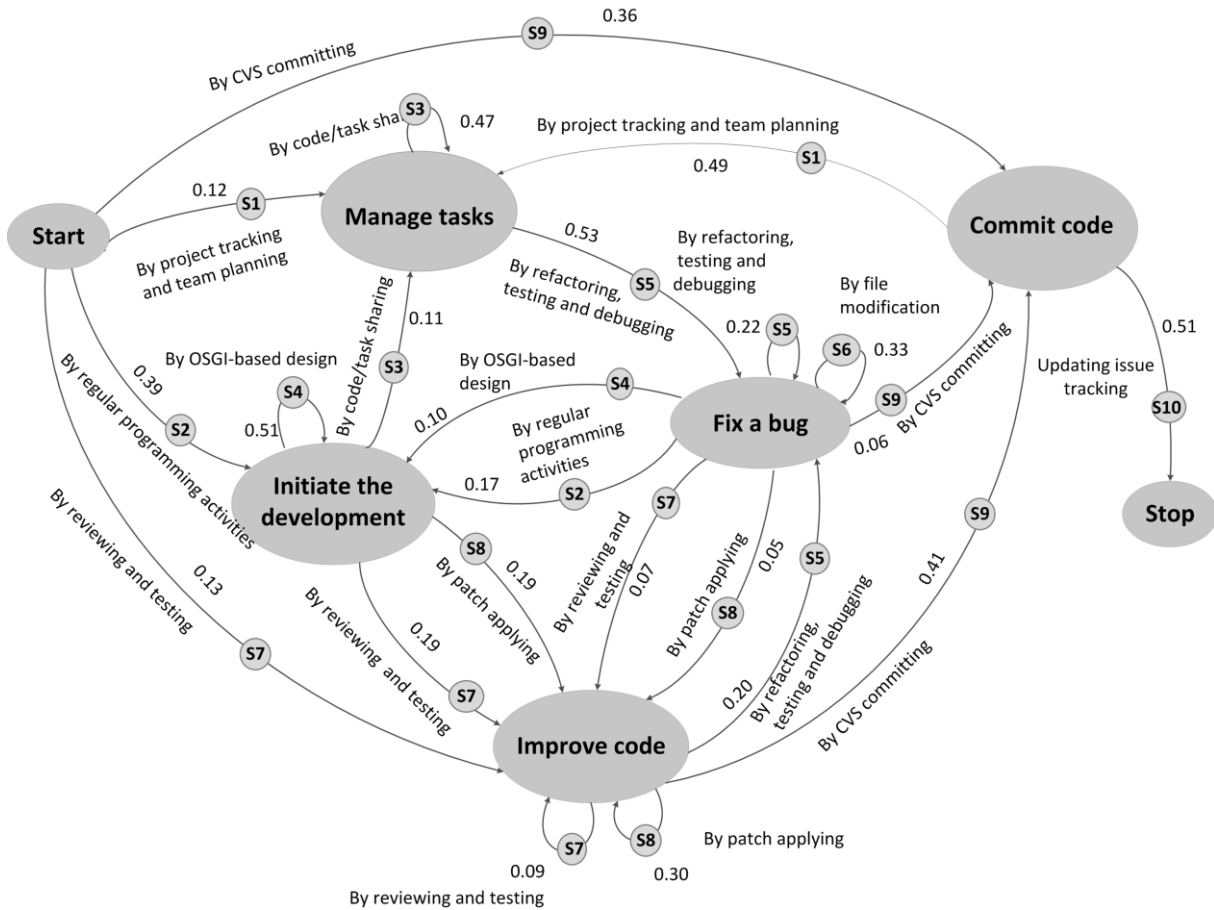 0.36
S9
By CVS committing
S3
By code/task sha
0.47
By project tracking and team planning
S1
0.49
0.12
S1
Manage tasks
Start
Commit code
By project tracking
and team planning
0.53
By refactoring,
testing and
debugging
S5
By refactoring,
testing and debugging
By file
modification
0.11
By code/task sharing
S3
0.22
S5
S6
0.33
0.51
Updating issue
tracking
S10
By OSGI-based design
S4
0.51
0.39
S2
By regular programming activities
By OSGI-based
design
S4
0.10
Fix a bug
S9
0.06
By CVS committing
By regular
programming
activities
0.17
S2
Initiate the
development
Stop
S7
By reviewing and
testing
0.07
S8
0.19
By patch applying
0.05
S8
By patch applying
S5
0.20
By refactoring,
testing and debugging
S9
0.41
By CVS committing
0.13
By reviewing and testing
S7
0.19
By reviewing and testing
S7
Improve code
S7
S8
By patch applying
0.09
0.30
By reviewing and testing